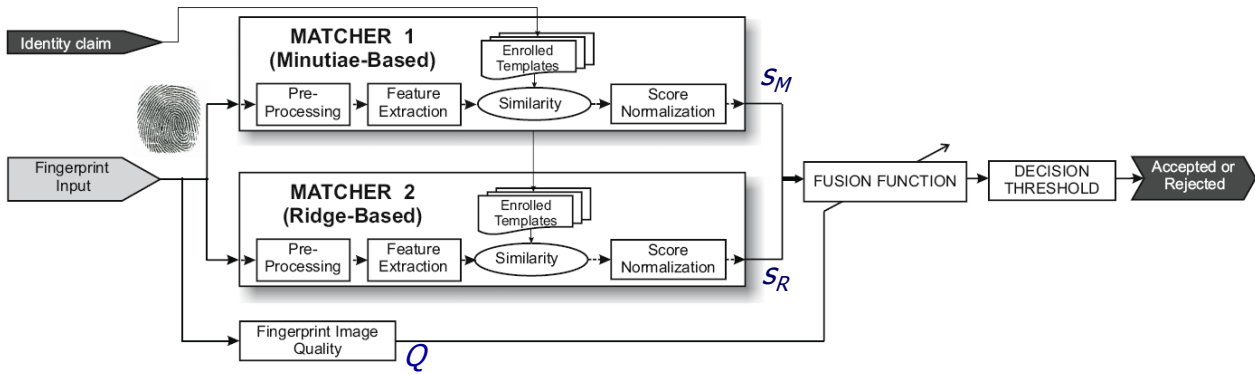 Identity claim
MATCHER 1
(Minutiae-Based)
Enrolled
Templates
Pre-
Processing
Feature
Extraction
Similarity
Score
Normalization
S_M
Fingerprint
Input
MATCHER 2
(Ridge-Based)
Enrolled
Templates
Pre-
Processing
Feature
Extraction
Similarity
Score
Normalization
S_R
Fingerprint Image
Quality
Q
FUSION FUNCTION
DECISION
THRESHOLD
Accepted or
Rejected